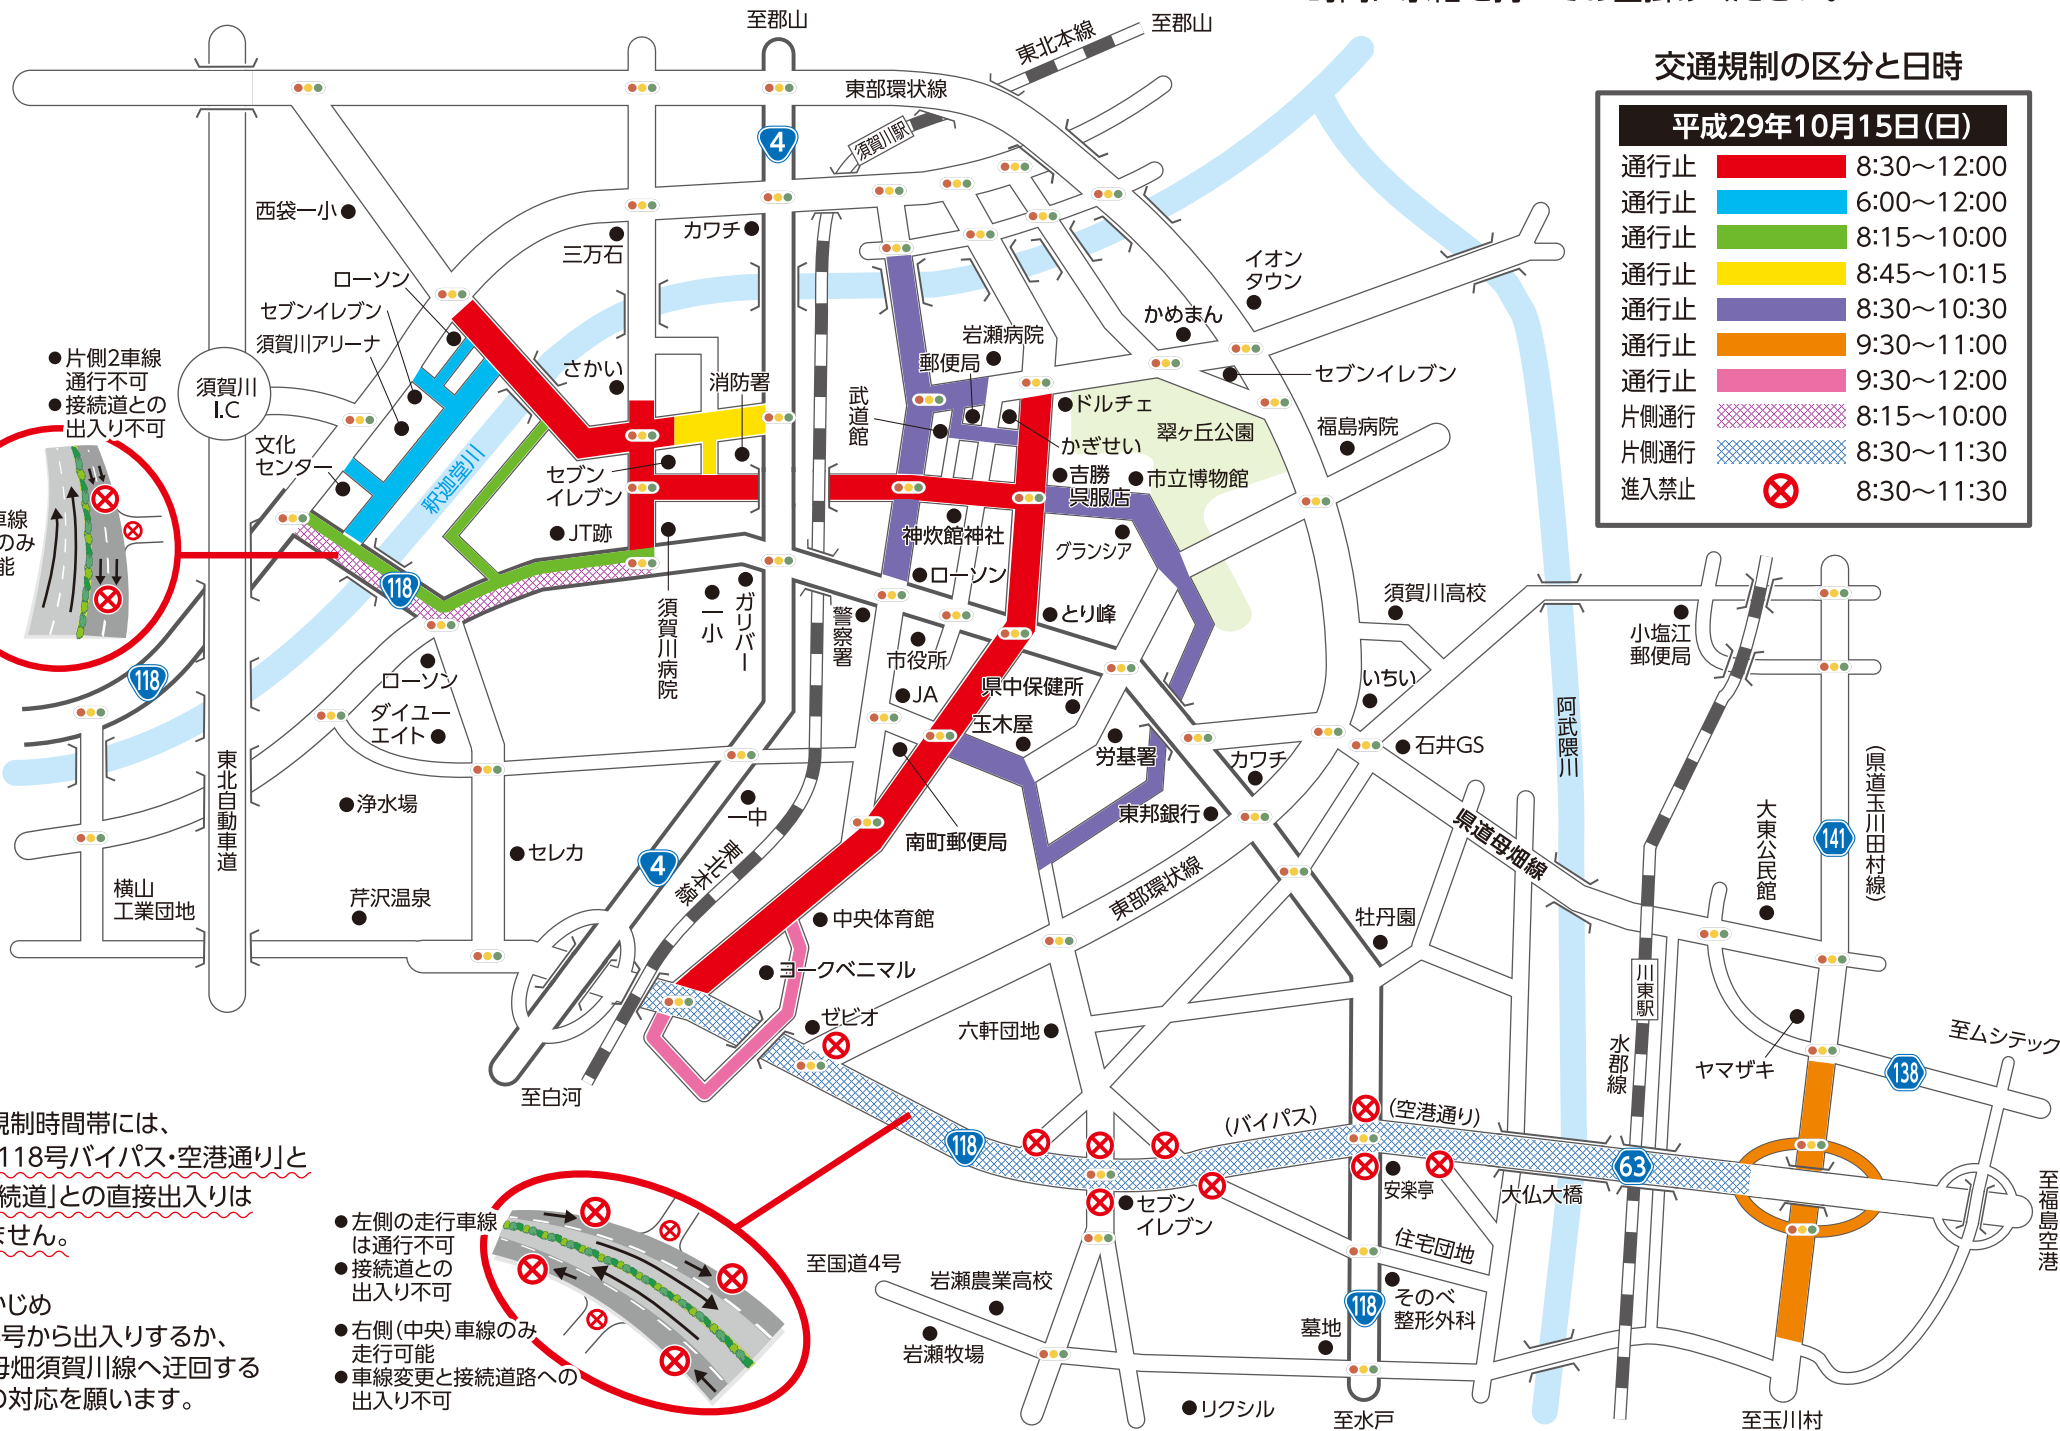 至郡山
東北本線
至郡山
東部環状線
4
須賀川駅
交通規制の区分と日時
平成29年10月15日(日)
通行止 8:30～12:00
通行止 6:00～12:00
通行止 8:15～10:00
通行止 8:45～10:15
通行止 8:30～10:30
通行止 9:30～11:00
通行止 9:30～12:00
片側通行 8:15～10:00
片側通行 8:30～11:30
進入禁止 8:30～11:30
西袋一小
三万石
カワチ
ローソン
セブンイレブン
須賀川アリーナ
須賀川
I.C
●片側2車線
通行不可
●接続道との
出入り不可
車線
のみ
能
文化
センター
釈迦堂川
さかい
消防署
セブン
イレブン
JT跡
武道館
岩瀬病院
郵便局
ドルチェ
かぎせい
吉勝
呉服店
市立博物館
翠ヶ丘公園
神炊館神社
グランシア
イオン
タウン
かめまん
セブンイレブン
福島病院
118
118
ローソン
ローソン
とり峰
須賀川病院
一小
ガリバー
警察署
市役所
JA
県中保健所
玉木屋
労基署
須賀川高校
いちい
石井GS
カワチ
小塩江
郵便局
阿武隈川
(県道玉川田村線)
141
大東公民館
県道母畑線
ダイユー
エイト
東北自動車道
浄水場
セレカ
一中
4
東北本線
南町郵便局
東邦銀行
東部環状線
横山
工業団地
芹沢温泉
中央体育館
ヨークベニマル
ゼビオ
牡丹園
六軒団地
川東駅
水郡線
ヤマザキ
138
至ムシテック
至白河
118
(バイパス)
(空港通り)
63
安楽亭
大仏大橋
セブン
イレブン
住宅団地
至福島空港
規制時間帯には、
118号バイパス・空港通り」と
続道」との直接出入りは
ません。
かじめ
号から出入りするか、
母畑須賀川線へ迂回する
の対応を願います。
●左側の走行車線
は通行不可
●接続道との
出入り不可
●右側(中央)車線のみ
走行可能
●車線変更と接続道路への
出入り不可
至国道4号
岩瀬農業高校
岩瀬牧場
118
そのべ
整形外科
墓地
リクシル
至水戸
至玉川村